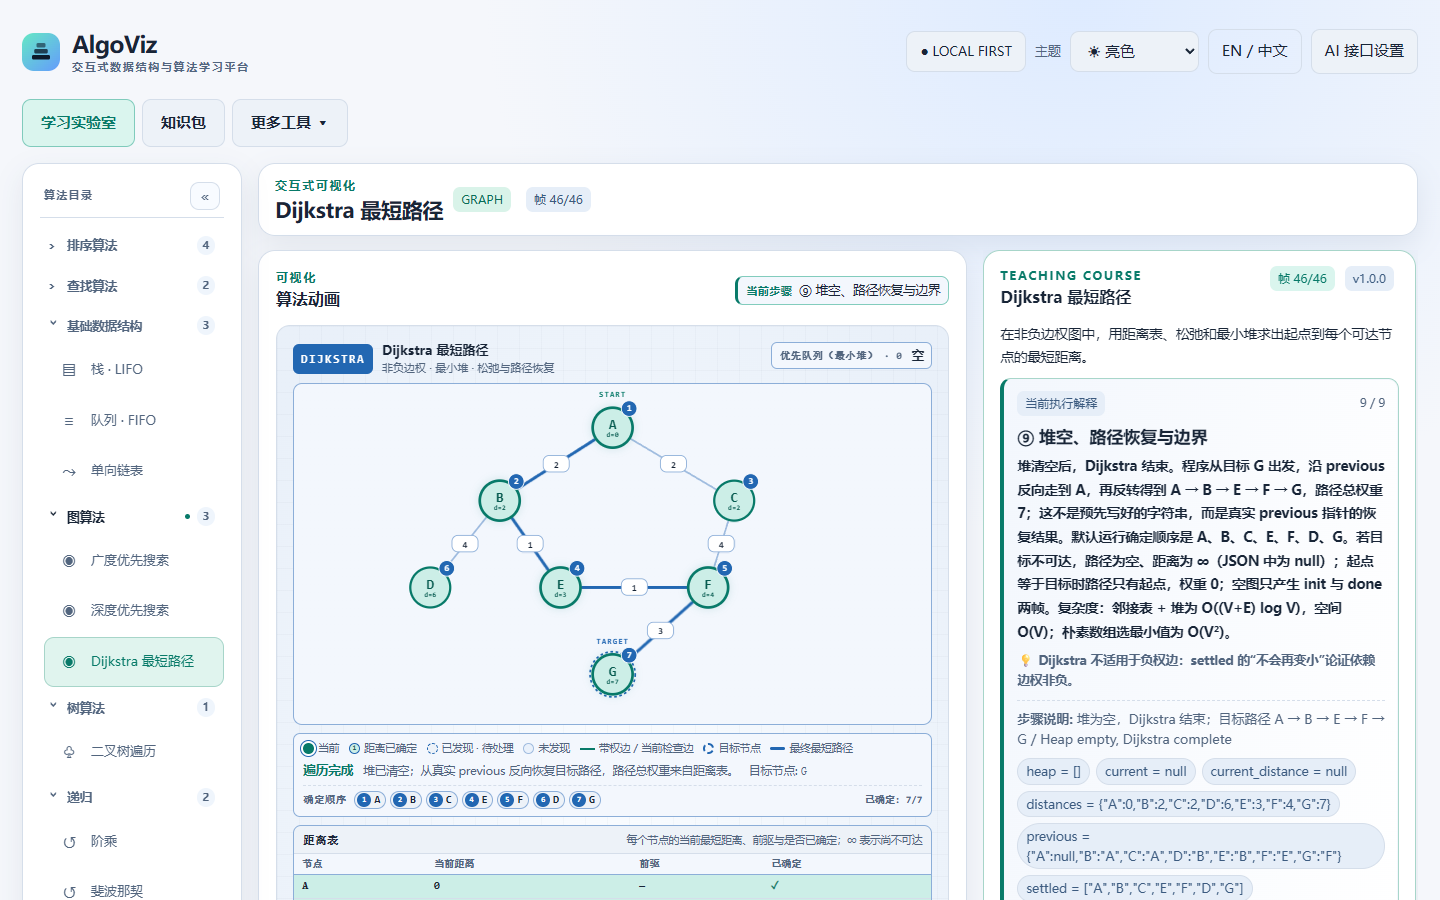 AlgoViz
交互式数据结构与算法学习平台
● LOCAL FIRST
主题
☀ 亮色
EN / 中文
AI 接口设置
学习实验室
知识包
更多工具 ▾
算法目录
«
› 排序算法 4
› 查找算法 2
˅ 基础数据结构 3
栈 · LIFO
队列 · FIFO
单向链表
˅ 图算法 ● 3
广度优先搜索
深度优先搜索
Dijkstra 最短路径
˅ 树算法 1
二叉树遍历
˅ 递归 2
阶乘
斐波那契
交互式可视化
Dijkstra 最短路径
GRAPH
帧 46/46
可视化
算法动画
当前步骤 ⑨ 堆空、路径恢复与边界
DIJKSTRA
Dijkstra 最短路径
非负边权 · 最小堆 · 松弛与路径恢复
优先队列（最小堆） · 0 空
START
1
A
d=0
2
2
2
B
d=2
3
C
d=2
4
1
4
6
D
d=6
4
E
d=3
1
5
F
d=4
3
TARGET
7
G
d=7
当前
1 距离已确定
已发现 · 待处理
未发现
带权边 / 当前检查边
目标节点
最终最短路径
遍历完成 堆已清空；从真实 previous 反向恢复目标路径，路径总权重来自距离表。 目标节点: G
确定顺序 1 A 2 B 3 C 4 E 5 F 6 D 7 G
已确定: 7/7
距离表
每个节点的当前最短距离、前驱与是否已确定；∞ 表示尚不可达
节点 当前距离 前驱 已确定
A 0 — ✓
TEACHING COURSE
Dijkstra 最短路径
帧 46/46
v1.0.0
在非负边权图中，用距离表、松弛和最小堆求出起点到每个可达节
点的最短距离。
当前执行解释
9 / 9
⑨ 堆空、路径恢复与边界
堆清空后，Dijkstra 结束。程序从目标 G 出发，沿 previous
反向走到 A，再反转得到 A → B → E → F → G，路径总权重
7；这不是预先写好的字符串，而是真实 previous 指针的恢
复结果。默认运行确定顺序是 A、B、C、E、F、D、G。若目
标不可达，路径为空、距离为 ∞（JSON 中为 null）；起点
等于目标时路径只有起点，权重 0；空图只产生 init 与 done
两帧。复杂度：邻接表 + 堆为 O((V+E) log V)，空间
O(V)；朴素数组选最小值为 O(V²)。
💡 Dijkstra 不适用于负权边：settled 的“不会再变小”论证依赖
边权非负。
步骤说明: 堆为空，Dijkstra 结束；目标路径 A → B → E → F →
G / Heap empty, Dijkstra complete
heap = []
current = null
current_distance = null
distances = {"A":0,"B":2,"C":2,"D":6,"E":3,"F":4,"G":7}
previous =
{"A":null,"B":"A","C":"A","D":"B","E":"B","F":"E","G":"F"}
settled = ["A","B","C","E","F","D","G"]